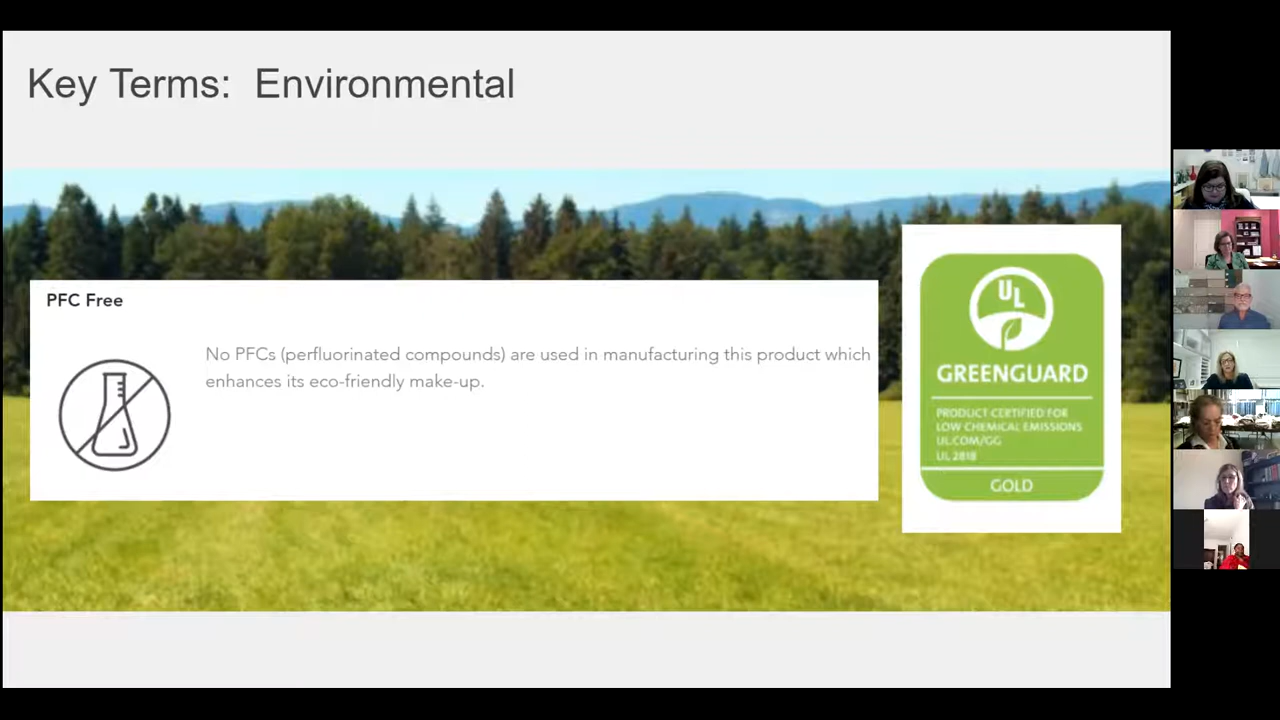 Key Terms:  Environmental
PFC Free
No PFCs (perfluorinated compounds) are used in manufacturing this product which
enhances its eco-friendly make-up.
UL
GREENGUARD
PRODUCT CERTIFIED FOR
LOW CHEMICAL EMISSIONS
UL.COM/GG
UL 2818
GOLD